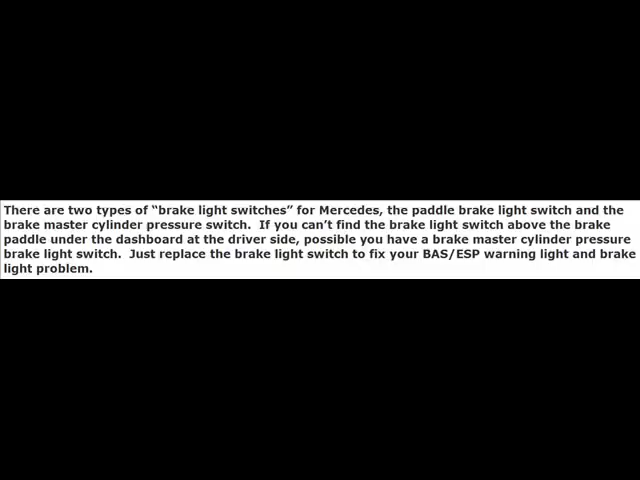 There are two types of “brake light switches” for Mercedes, the paddle brake light switch and the
brake master cylinder pressure switch.  If you can’t find the brake light switch above the brake
paddle under the dashboard at the driver side, possible you have a brake master cylinder pressure
brake light switch.  Just replace the brake light switch to fix your BAS/ESP warning light and brake
light problem.